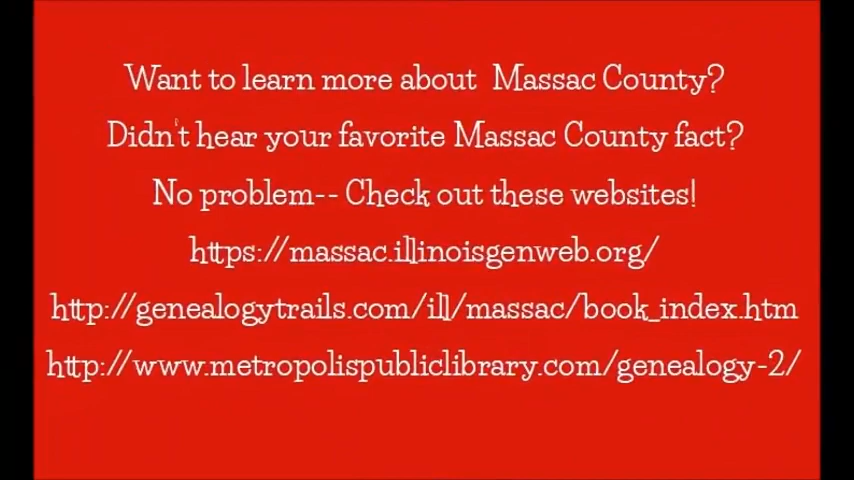 Want to learn more about Massac County?
Didn't hear your favorite Massac County fact?
No problem-- Check out these websites!
https://massac.illinoisgenweb.org/
http://genealogytrails.com/ill/massac/book_index.htm
http://www.metropolispubliclibrary.com/genealogy-2/